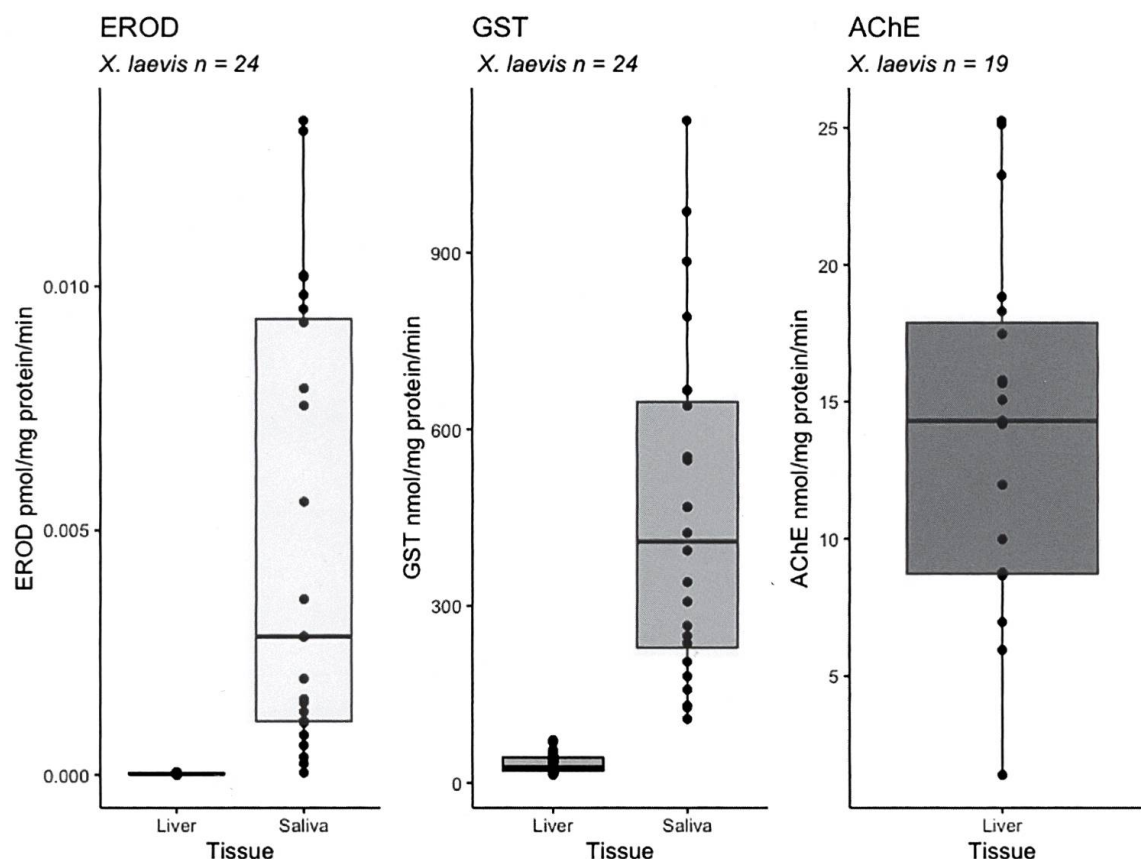 EROD
X. laevis n = 24
EROD pmol/mg protein/min
0.010
0.005
0.000
Liver
Saliva
Tissue
GST
X. laevis n = 24
GST nmol/mg protein/min
900
600
300
0
Liver
Saliva
Tissue
AChE
X. laevis n = 19
AChE nmol/mg protein/min
25
20
15
10
5
Liver
Tissue